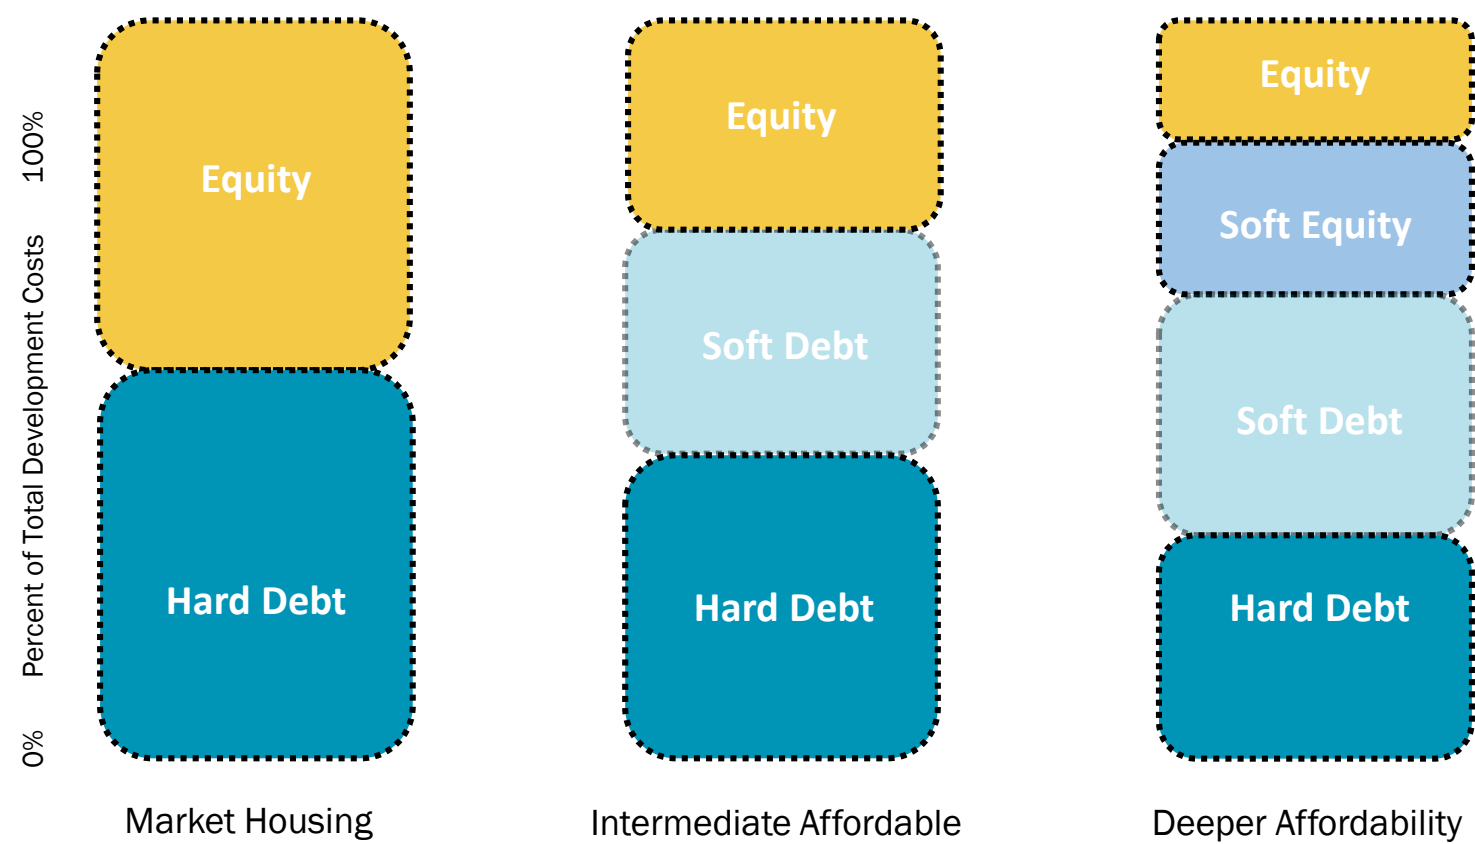 100%
Percent of Total Development Costs
0%
Equity
Hard Debt
Market Housing
Equity
Soft Debt
Hard Debt
Intermediate Affordable
Equity
Soft Equity
Soft Debt
Hard Debt
Deeper Affordability